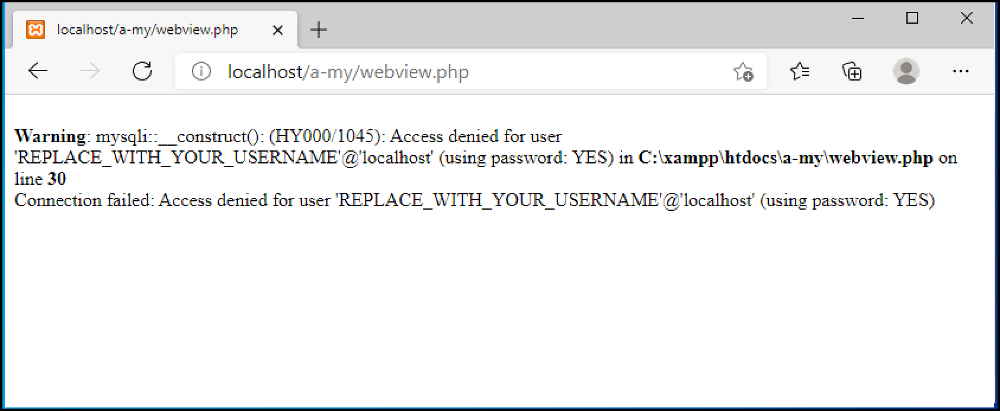 localhost/a-my/webview.php
localhost/a-my/webview.php
Warning: mysqli::__construct(): (HY000/1045): Access denied for user
'REPLACE_WITH_YOUR_USERNAME'@'localhost' (using password: YES) in C:\xampp\htdocs\a-my\webview.php on
line 30
Connection failed: Access denied for user 'REPLACE_WITH_YOUR_USERNAME'@'localhost' (using password: YES)